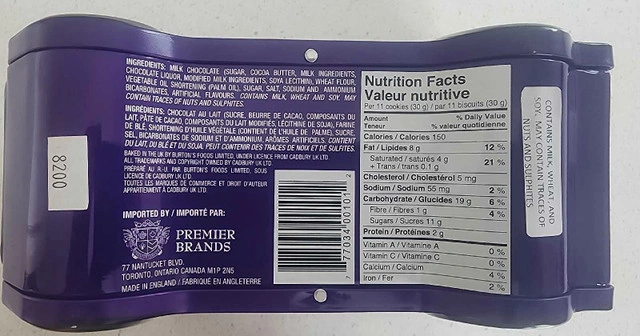 INGREDIENTS: MILK CHOCOLATE (SUGAR, COCOA BUTTER, MILK INGREDIENTS,
CHOCOLATE LIQUOR, MODIFIED MILK INGREDIENTS, SOYA LECITHIN), WHEAT FLOUR,
VEGETABLE OIL SHORTENING (PALM OIL), SUGAR, SALT, SODIUM AND AMMONIUM
BICARBONATES, ARTIFICIAL FLAVOURS. CONTAINS MILK, WHEAT AND SOY. MAY
CONTAIN TRACES OF NUTS AND SULPHITES.
INGRÉDIENTS: CHOCOLAT AU LAIT (SUCRE, BEURRE DE CACAO, COMPOSANTS DU
LAIT, PÂTE DE CACAO, COMPOSANTS DU LAIT MODIFIÉS, LÉCITHINE DE SOJA), FARINE
DE BLÉ, SHORTENING D'HUILE VÉGÉTALE (CONTIENT DE L'HUILE DE PALME), SUCRE,
SEL, BICARBONATES DE SODIUM ET D'AMMONIUM, ARÔMES ARTIFICIELS. CONTIENT
DU LAIT, DU BLÉ ET DU SOJA. PEUT CONTENIR DES TRACES DE NOIX ET DE SULFITES.
BAKED IN THE UK BY BURTON'S FOODS LIMITED, UNDER LICENCE FROM CADBURY UK LTD.
ALL TRADEMARKS AND COPYRIGHT OWNED BY CADBURY UK LTD.
PRÉPARÉ AU R.-U. PAR BURTON'S FOODS LIMITED, SOUS
LICENCE DE CADBURY UK LTD.
TOUTES LES MARQUES DE COMMERCE ET DROIT D'AUTEUR
APPARTIENNENT À CADBURY UK LTD.
8200
IMPORTED BY / IMPORTÉ PAR:
PREMIER
BRANDS
77 NANTUCKET BLVD.
TORONTO, ONTARIO CANADA M1P 2N5
MADE IN ENGLAND / FABRIQUÉ EN ANGLETERRE
7 77034 00101 2
Nutrition Facts
Valeur nutritive
Per 11 cookies (30 g) / par 11 biscuits (30 g)
Amount % Daily Value
Teneur % valeur quotidienne
Calories / Calories 150
Fat / Lipides 8 g 12 %
Saturated / saturés 4 g
+ Trans / trans 0.1 g 21 %
Cholesterol / Cholestérol 5 mg
Sodium / Sodium 55 mg 2 %
Carbohydrate / Glucides 19 g 6 %
Fibre / Fibres 1 g 4 %
Sugars / Sucres 11 g
Protein / Protéines 2 g
Vitamin A / Vitamine A 0 %
Vitamin C / Vitamine C 0 %
Calcium / Calcium 4 %
Iron / Fer 2 %
CONTAINS MILK, WHEAT, AND
SOY. MAY CONTAIN TRACES OF
NUTS AND SULPHITES